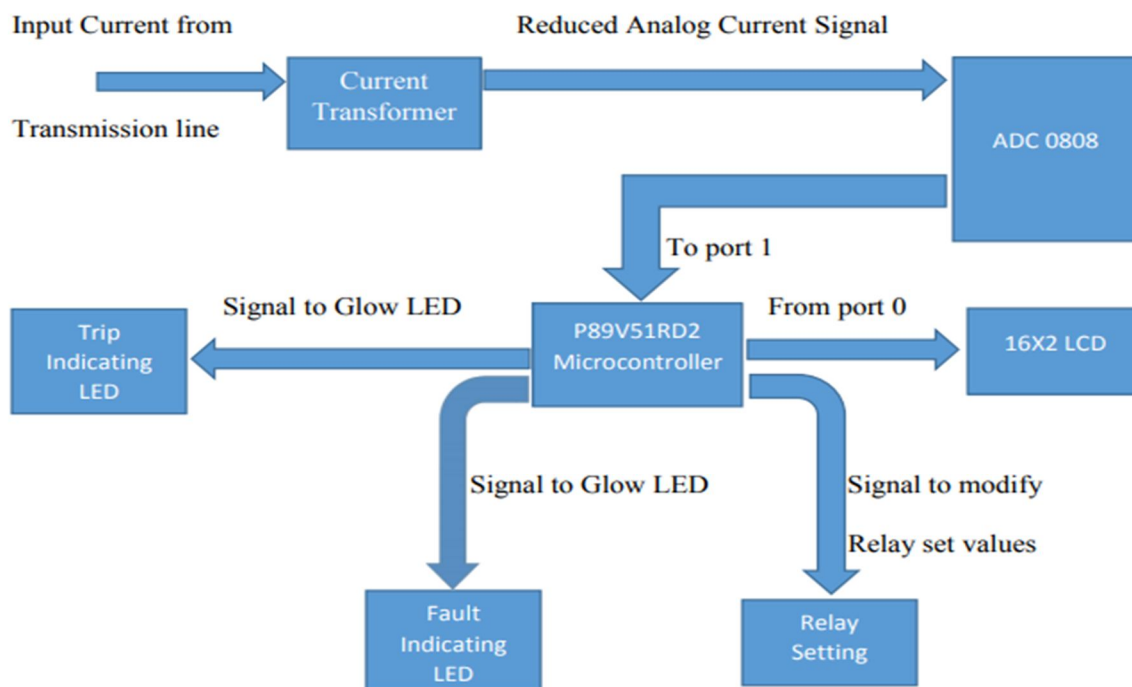 Input Current from
Reduced Analog Current Signal
Current
Transformer
Transmission line
ADC 0808
To port 1
Signal to Glow LED
From port 0
Trip
Indicating
LED
P89V51RD2
Microcontroller
16X2 LCD
Signal to Glow LED
Signal to modify
Relay set values
Fault
Indicating
LED
Relay
Setting